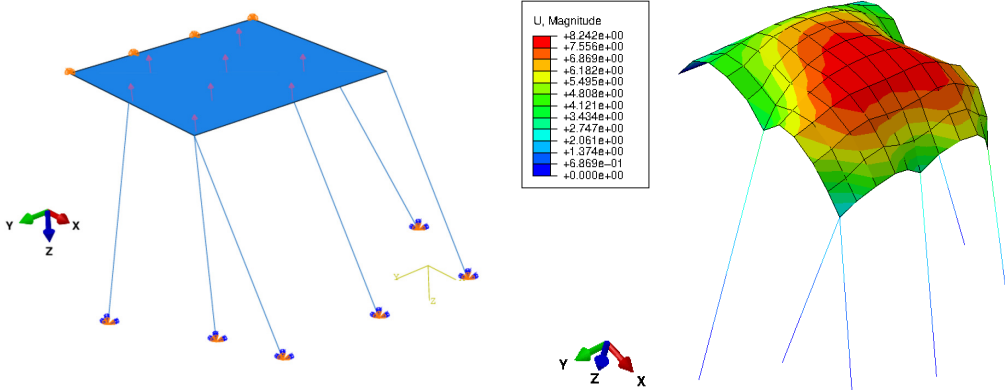 U, Magnitude
+8.242e+00
+7.556e+00
+6.869e+00
+6.182e+00
+5.495e+00
+4.808e+00
+4.121e+00
+3.434e+00
+2.747e+00
+2.061e+00
+1.374e+00
+6.869e-01
+0.000e+00
Y
X
Z
Y
Z
Y
Z
X